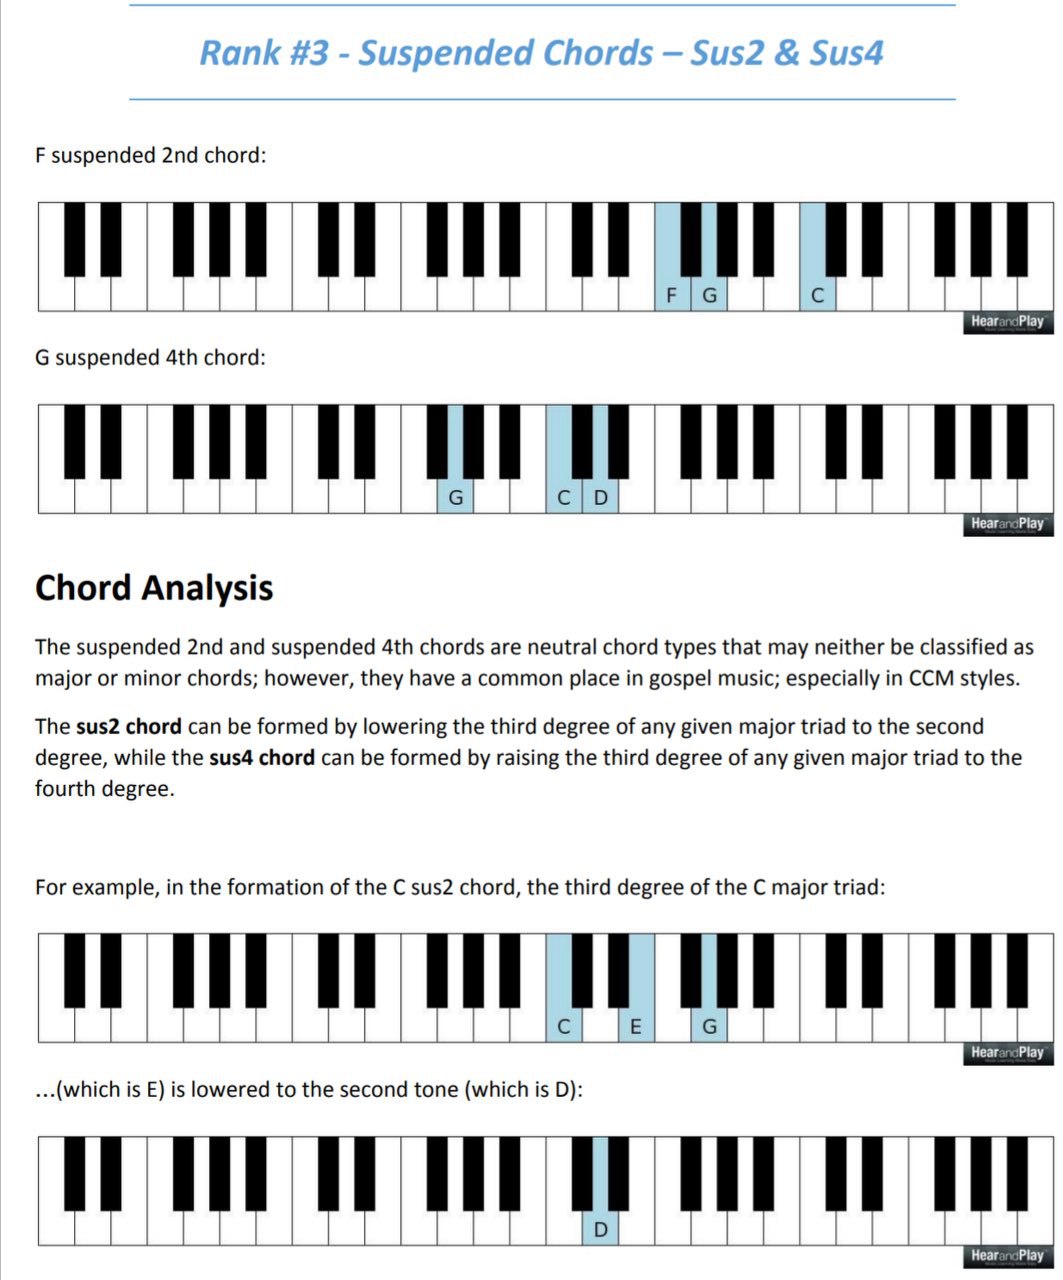 Rank #3 - Suspended Chords – Sus2 & Sus4
F suspended 2nd chord:
F G C
HearandPlay
G suspended 4th chord:
G C D
HearandPlay
Chord Analysis
The suspended 2nd and suspended 4th chords are neutral chord types that may neither be classified as
major or minor chords; however, they have a common place in gospel music; especially in CCM styles.
The sus2 chord can be formed by lowering the third degree of any given major triad to the second
degree, while the sus4 chord can be formed by raising the third degree of any given major triad to the
fourth degree.
For example, in the formation of the C sus2 chord, the third degree of the C major triad:
C E G
HearandPlay
...(which is E) is lowered to the second tone (which is D):
D
HearandPlay